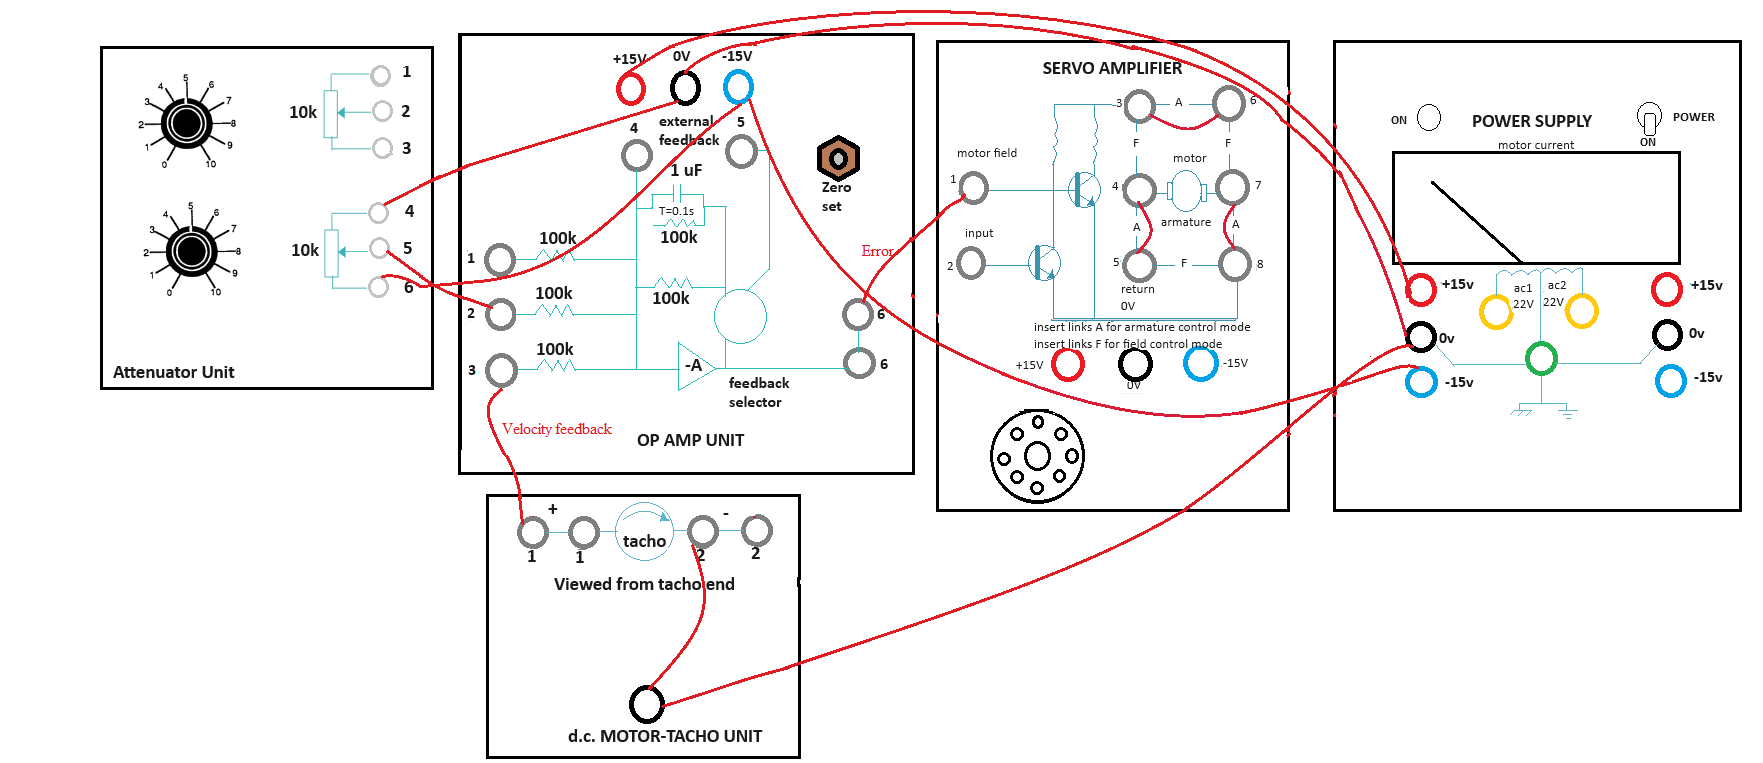 5
4
6
3
7
2
8
1
9
0
10
10k
1
2
3
5
4
6
3
7
2
8
1
9
0
10
10k
4
5
6
Attenuator Unit
+15V
0V
-15V
4
external
feedback
5
1 uF
T=0.1s
100k
Zero
set
1
100k
2
100k
100k
3
100k
-A
6
6
feedback
selector
Error
Velocity feedback
OP AMP UNIT
+
-
tacho
1
1
2
2
Viewed from tacho end
d.c. MOTOR-TACHO UNIT
SERVO AMPLIFIER
3
A
6
F
F
motor field
1
motor
4
7
armature
A
A
input
2
5
F
8
return
0V
insert links A for armature control mode
insert links F for field control mode
+15V
0V
-15V
ON
POWER SUPPLY
POWER
ON
motor current
+15v
ac1
22V
ac2
22V
+15v
0v
0v
-15v
-15v